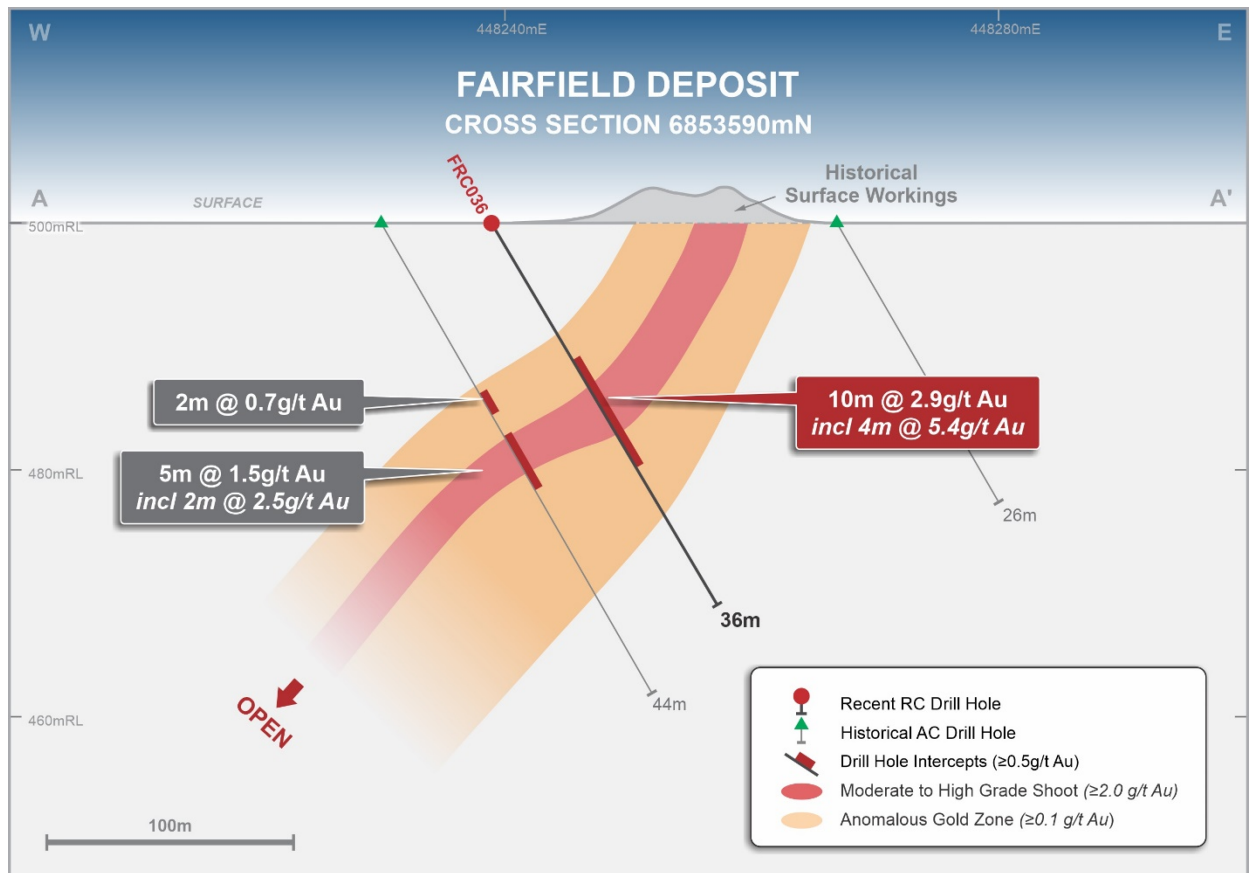 W
448240mE
448280mE
E
FAIRFIELD DEPOSIT
CROSS SECTION 6853590mN
A
SURFACE
FRC036
Historical
Surface Workings
A'
500mRL
2m @ 0.7g/t Au
10m @ 2.9g/t Au
incl 4m @ 5.4g/t Au
5m @ 1.5g/t Au
incl 2m @ 2.5g/t Au
480mRL
26m
36m
44m
OPEN
460mRL
100m
Recent RC Drill Hole
Historical AC Drill Hole
Drill Hole Intercepts (≥0.5g/t Au)
Moderate to High Grade Shoot (≥2.0 g/t Au)
Anomalous Gold Zone (≥0.1 g/t Au)